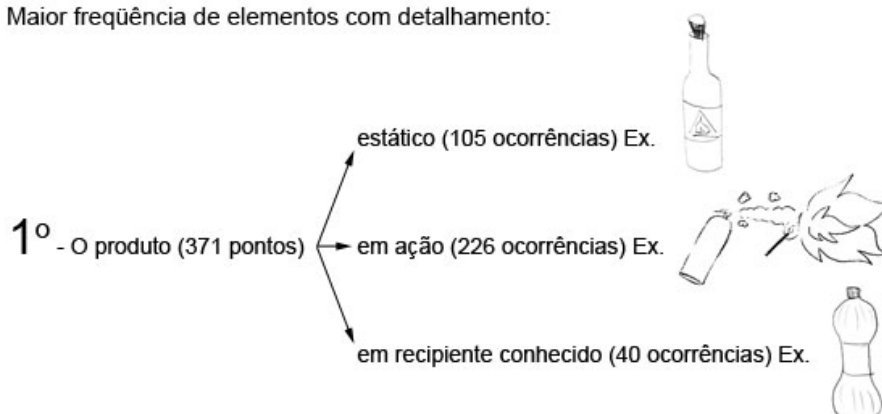 Maior freqüência de elementos com detalhamento:
estático (105 ocorrências) Ex.
1º - O produto (371 pontos)
em ação (226 ocorrências) Ex.
em recipiente conhecido (40 ocorrências) Ex.